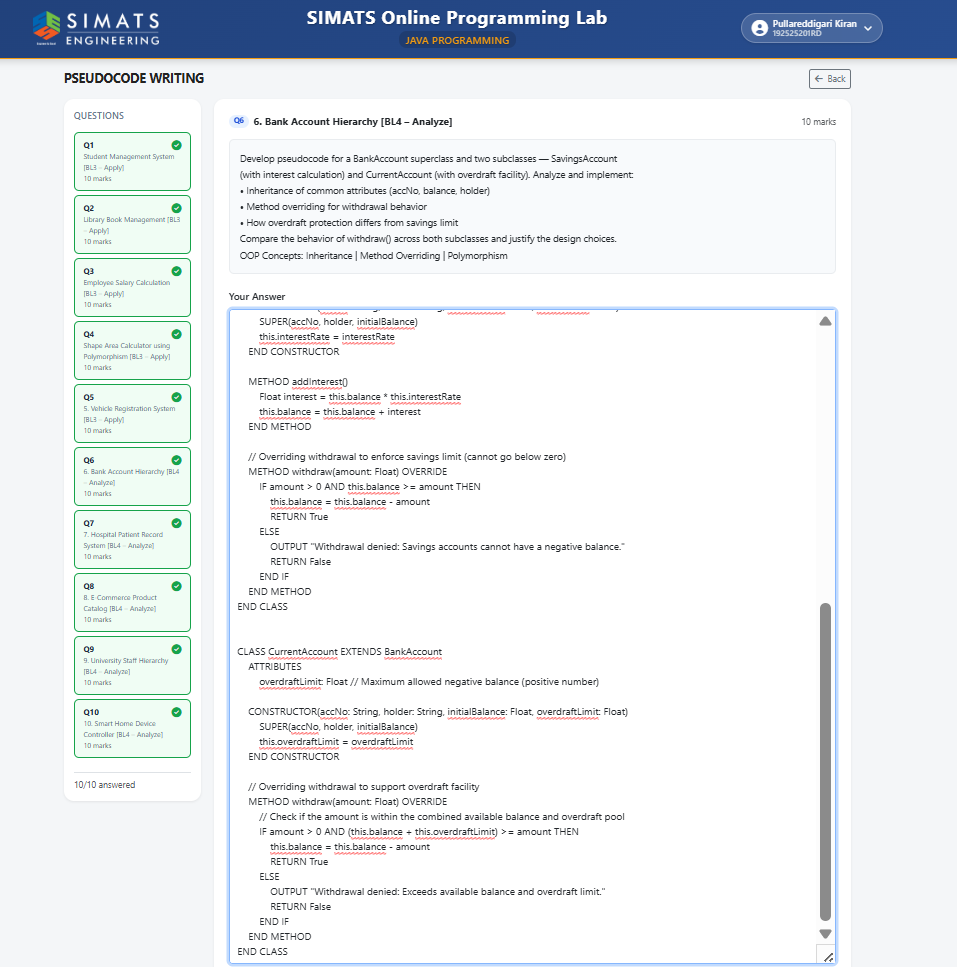 SIMATS
ENGINEERING
SIMATS Online Programming Lab
JAVA PROGRAMMING
Pullareddigari Kiran
192525201RD
PSEUDOCODE WRITING
← Back
QUESTIONS
Q1
Student Management System
[BL3 – Apply]
10 marks
Q2
Library Book Management [BL3
– Apply]
10 marks
Q3
Employee Salary Calculation
[BL3 – Apply]
10 marks
Q4
Shape Area Calculator using
Polymorphism [BL3 – Apply]
10 marks
Q5
5. Vehicle Registration System
[BL3 – Apply]
10 marks
Q6
6. Bank Account Hierarchy [BL4
– Analyze]
10 marks
Q7
7. Hospital Patient Record
System [BL4 – Analyze]
10 marks
Q8
8. E-Commerce Product
Catalog [BL4 – Analyze]
10 marks
Q9
9. University Staff Hierarchy
[BL4 – Analyze]
10 marks
Q10
10. Smart Home Device
Controller [BL4 – Analyze]
10 marks
10/10 answered
Q6 6. Bank Account Hierarchy [BL4 – Analyze]
10 marks
Develop pseudocode for a BankAccount superclass and two subclasses — SavingsAccount
(with interest calculation) and CurrentAccount (with overdraft facility). Analyze and implement:
• Inheritance of common attributes (accNo, balance, holder)
• Method overriding for withdrawal behavior
• How overdraft protection differs from savings limit
Compare the behavior of withdraw() across both subclasses and justify the design choices.
OOP Concepts: Inheritance | Method Overriding | Polymorphism
Your Answer
SUPER(accNo, holder, initialBalance)
this.interestRate = interestRate
END CONSTRUCTOR
METHOD addInterest()
Float interest = this.balance * this.interestRate
this.balance = this.balance + interest
END METHOD
// Overriding withdrawal to enforce savings limit (cannot go below zero)
METHOD withdraw(amount: Float) OVERRIDE
IF amount > 0 AND this.balance >= amount THEN
this.balance = this.balance - amount
RETURN True
ELSE
OUTPUT "Withdrawal denied: Savings accounts cannot have a negative balance."
RETURN False
END IF
END METHOD
END CLASS
CLASS CurrentAccount EXTENDS BankAccount
ATTRIBUTES
overdraftLimit: Float // Maximum allowed negative balance (positive number)
CONSTRUCTOR(accNo: String, holder: String, initialBalance: Float, overdraftLimit: Float)
SUPER(accNo, holder, initialBalance)
this.overdraftLimit = overdraftLimit
END CONSTRUCTOR
// Overriding withdrawal to support overdraft facility
METHOD withdraw(amount: Float) OVERRIDE
// Check if the amount is within the combined available balance and overdraft pool
IF amount > 0 AND (this.balance + this.overdraftLimit) >= amount THEN
this.balance = this.balance - amount
RETURN True
ELSE
OUTPUT "Withdrawal denied: Exceeds available balance and overdraft limit."
RETURN False
END IF
END METHOD
END CLASS